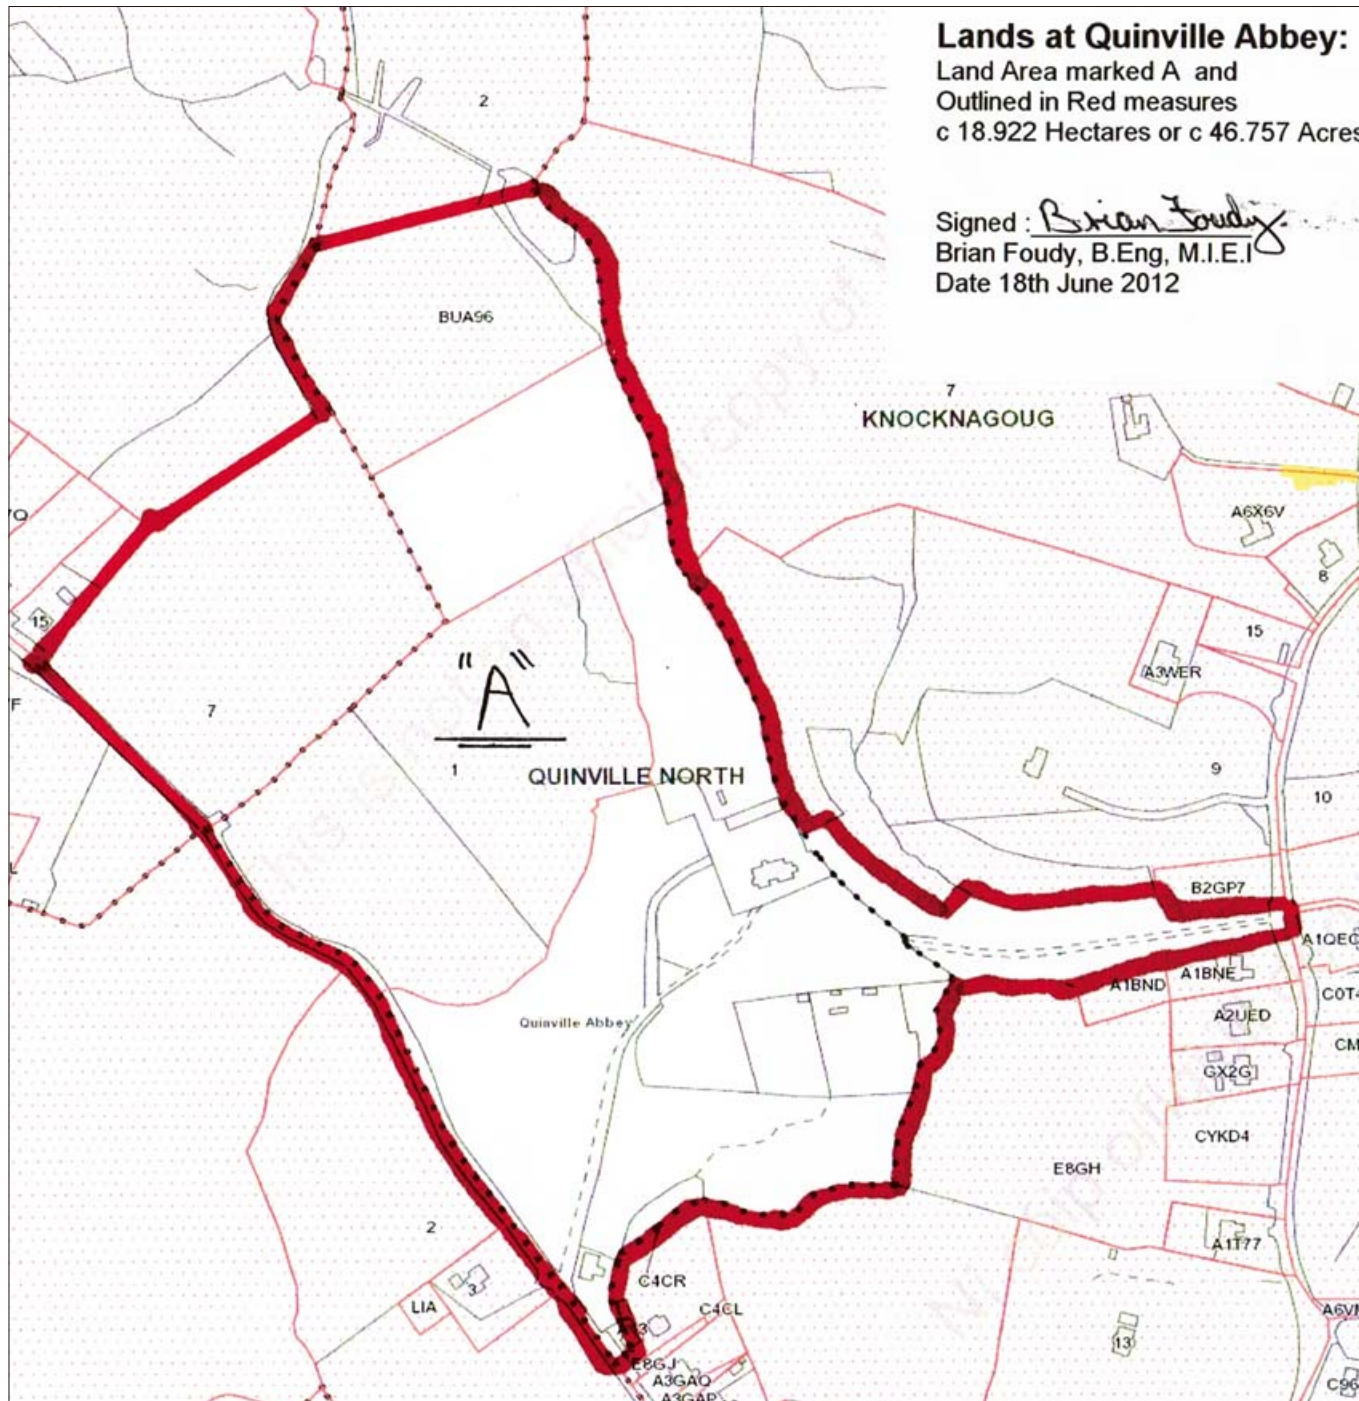 Lands at Quinville Abbey:
Land Area marked A and
Outlined in Red measures
c 18.922 Hectares or c 46.757 Acres
Signed : Brian Foudy
Brian Foudy, B.Eng, M.I.E.I
Date 18th June 2012
2
BUA96
7
KNOCKNAGOUG
A6X6V
8
15
15
A3WER
7
"A"
1
QUINVILLE NORTH
9
10
B2GP7
A1QEC
A1BNE
A1BND
C0T4
Quinville Abbey
A2UED
CM
GX2G
CYKD4
E8GH
2
A1T77
C4CR
3
LIA
C4CL
A6VM
13
E8GJ
A3GAQ
A3GAP
C96